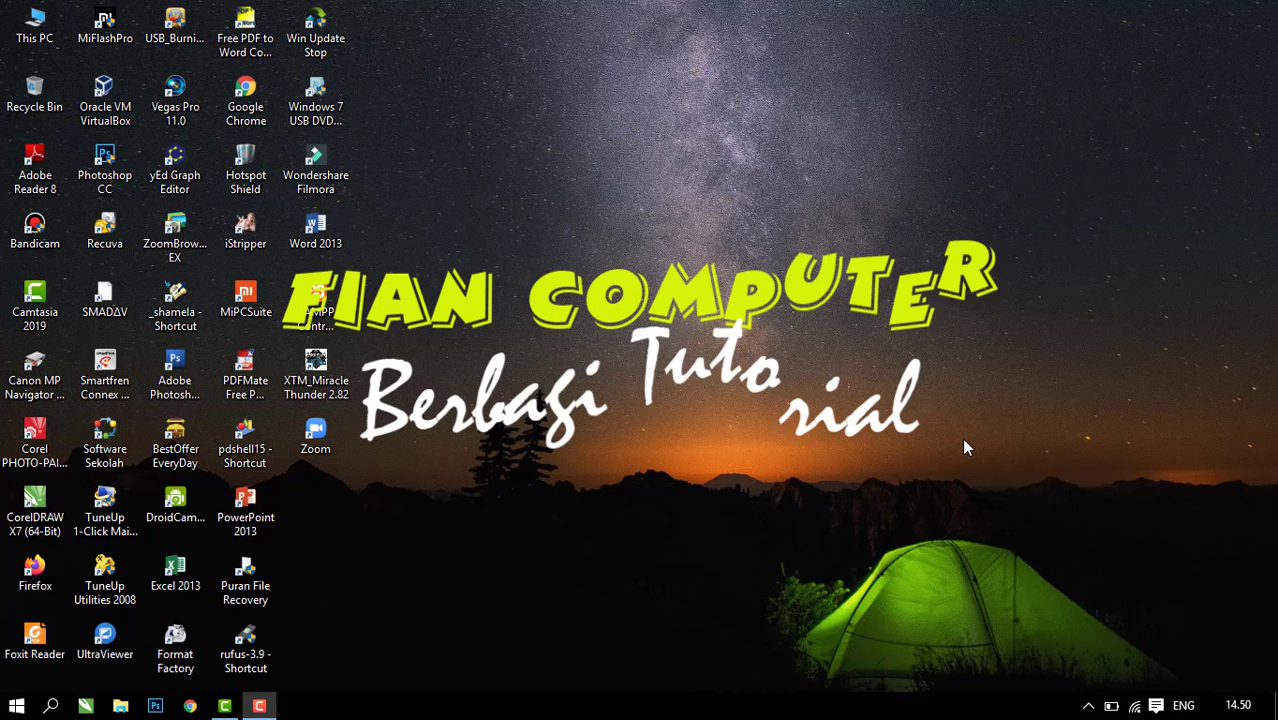 This PC
MiFlashPro
USB_Burni...
Free PDF to
Word Co...
Win Update
Stop
Recycle Bin
Oracle VM
VirtualBox
Vegas Pro
11.0
Google
Chrome
Windows 7
USB DVD...
Adobe
Reader 8
Photoshop
CC
yEd Graph
Editor
Hotspot
Shield
Wondershare
Filmora
Bandicam
Recuva
ZoomBrow...
EX
iStripper
Word 2013
FIAN COMPUTER
Berbagi Tutorial
Camtasia
2019
SMADΔV
_shamela -
Shortcut
MiPCSuite
Canon MP
Navigator ...
Smartfren
Connex ...
Adobe
Photosh...
PDFMate
Free P...
XTM_Miracle
Thunder 2.82
Corel
PHOTO-PAI...
Software
Sekolah
BestOffer
EveryDay
pdshell15 -
Shortcut
Zoom
CorelDRAW
X7 (64-Bit)
TuneUp
1-Click Mai...
DroidCam...
PowerPoint
2013
Firefox
TuneUp
Utilities 2008
Excel 2013
Puran File
Recovery
Foxit Reader
UltraViewer
Format
Factory
rufus-3.9 -
Shortcut
ENG
14.50